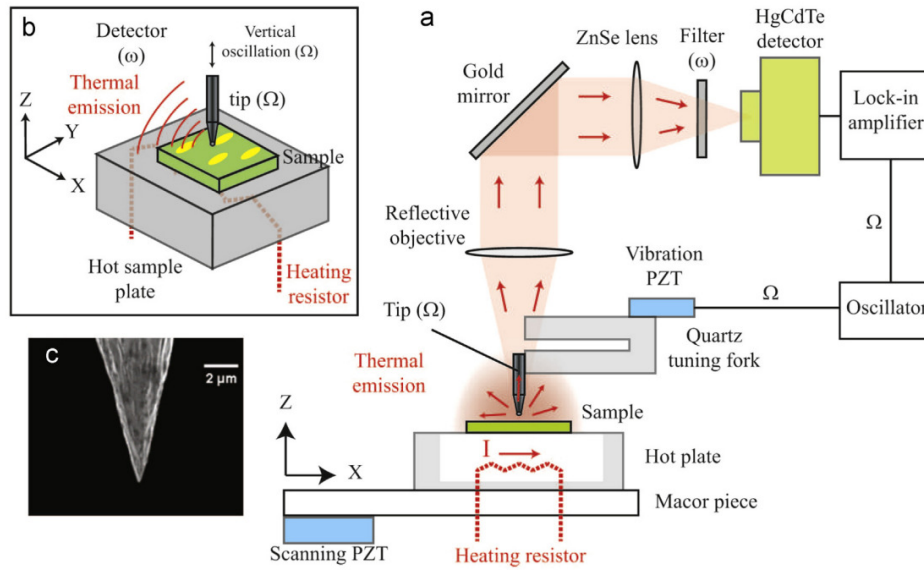 b
Detector
(ω)
Vertical
oscillation (Ω)
Thermal
emission
tip (Ω)
Z
Y
X
Sample
Hot sample
plate
Heating
resistor
c
2 µm
a
HgCdTe
detector
ZnSe lens
Filter
(ω)
Gold
mirror
Lock-in
amplifier
Reflective
objective
Ω
Vibration
PZT
Ω
Oscillator
Tip (Ω)
Quartz
tuning fork
Thermal
emission
Sample
Z
X
I
Hot plate
Macor piece
Scanning PZT
Heating resistor